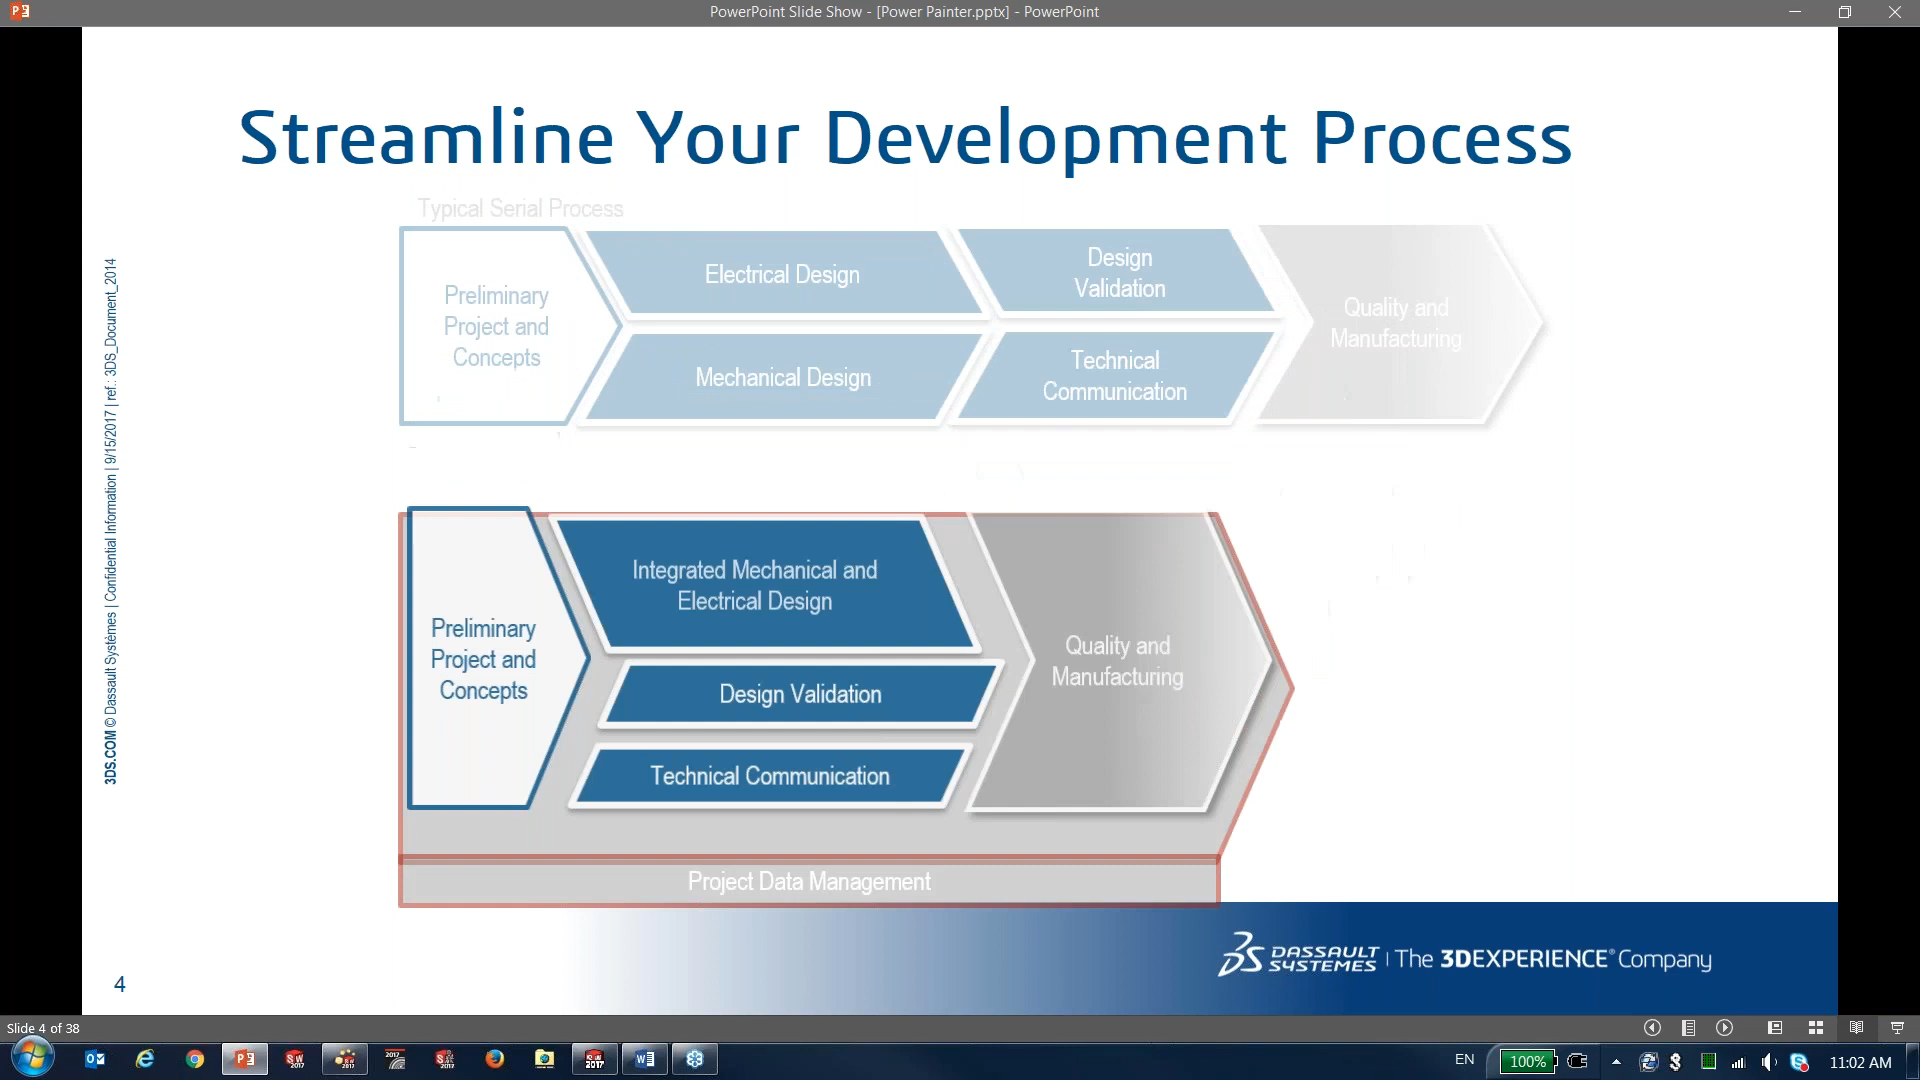 PowerPoint Slide Show - [Power Painter.pptx] - PowerPoint
Streamline Your Development Process
Typical Serial Process
Preliminary
Project and
Concepts
Electrical Design
Mechanical Design
Design
Validation
Technical
Communication
Quality and
Manufacturing
Preliminary
Project and
Concepts
Integrated Mechanical and
Electrical Design
Design Validation
Technical Communication
Quality and
Manufacturing
Project Data Management
3DS.COM © Dassault Systèmes | Confidential Information | 9/15/2017 | ref.: 3DS_Document_2014
DASSAULT
SYSTEMES | The 3DEXPERIENCE® Company
4
Slide 4 of 38
EN
100%
11:02 AM